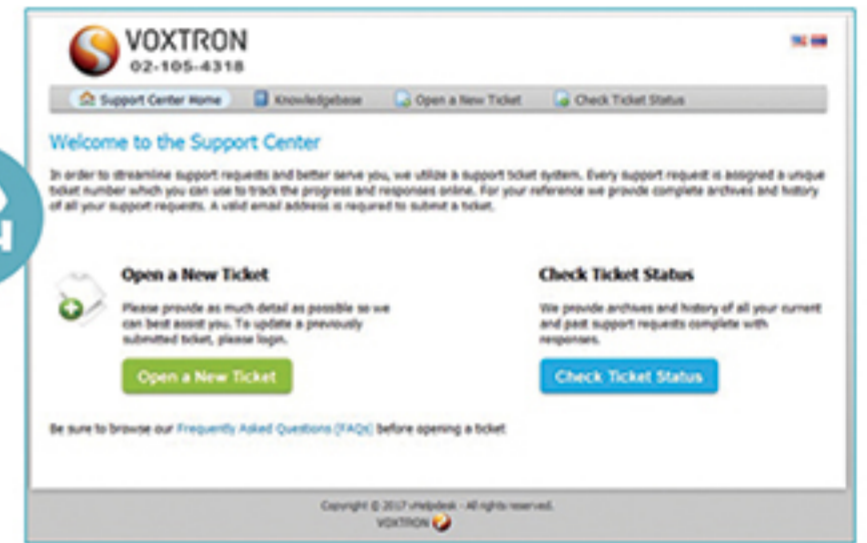 VOXTRON
02-105-4318
Support Center Home Knowledgebase Open a New Ticket Check Ticket Status
Welcome to the Support Center
In order to streamline support requests and better serve you, we utilize a support ticket system. Every support request is assigned a unique
ticket number which you can use to track the progress and responses online. For your reference we provide complete archives and history
of all your support requests. A valid email address is required to submit a ticket.
Open a New Ticket
Please provide as much detail as possible so we
can best assist you. To update a previously
submitted ticket, please login.
Open a New Ticket
Check Ticket Status
We provide archives and history of all your current
and past support requests complete with
responses.
Check Ticket Status
Be sure to browse our Frequently Asked Questions (FAQs) before opening a ticket
Copyright © 2017 vHelpdesk - All rights reserved.
VOXTRON